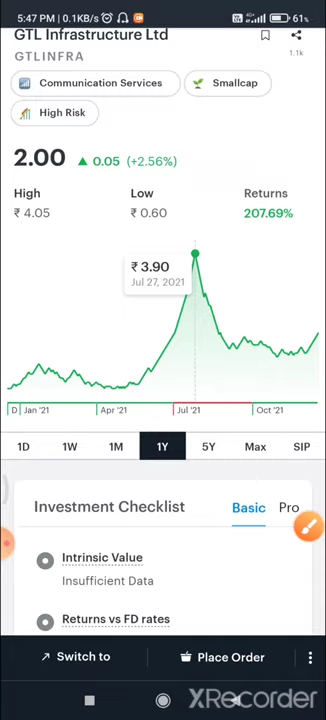 5:47 PM | 0.1KB/s
4G+
61%
GTL Infrastructure Ltd
GTLINFRA
1.1k
Communication Services
Smallcap
High Risk
2.00 ▲ 0.05 (+2.56%)
High Low Returns
₹ 4.05 ₹ 0.60 207.69%
₹ 3.90
Jul 27, 2021
D Jan '21 Apr '21 Jul '21 Oct '21
1D 1W 1M 1Y 5Y Max SIP
Investment Checklist Basic Pro
Intrinsic Value
Insufficient Data
Returns vs FD rates
Switch to Place Order
XRecorder